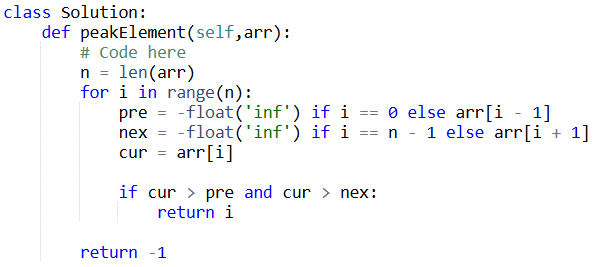 class Solution:
    def peakElement(self,arr):
        # Code here
        n = len(arr)
        for i in range(n):
            pre = -float('inf') if i == 0 else arr[i - 1]
            nex = -float('inf') if i == n - 1 else arr[i + 1]
            cur = arr[i]

            if cur > pre and cur > nex:
                return i

        return -1